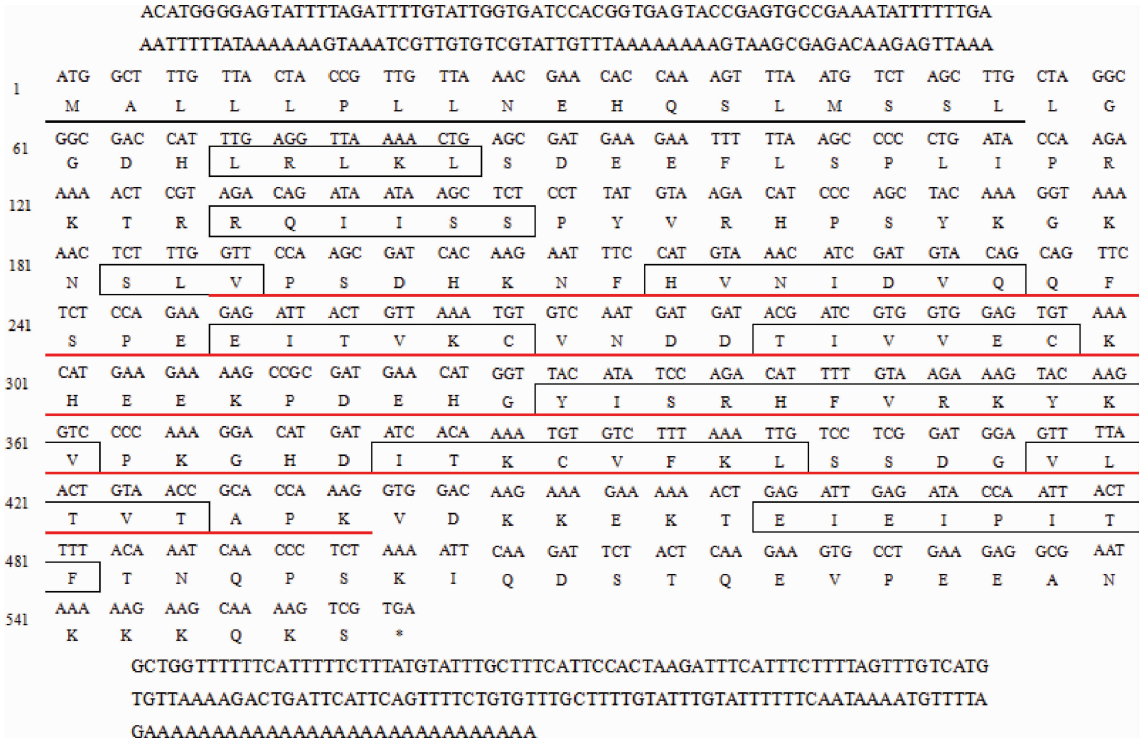 ACATGGGGAGTATTTTAGATTTTGTATTGGTGATCCACGGTGAGTACCGAGTGCCGAAATATTTTTTGA
AATTTTTATAAAAAAGTAAATCGTTGTGTCGTATTGTTTAAAAAAAAGTAAGCGAGACAAGAGTTAAA
ATG GCT TTG TTA CTA CCG TTG TTA AAC GAA CAC CAA AGT TTA ATG TCT AGC TTG CTA GGC
1
M A L L L P L L N E H Q S L M S S L L G
GGC GAC CAT TTG AGG TTA AAA CTG AGC GAT GAA GAA TTT TTA AGC CCC CTG ATA CCA AGA
61
G D H L R L K L S D E E F L S P L I P R
AAA ACT CGT AGA CAG ATA ATA AGC TCT CCT TAT GTA AGA CAT CCC AGC TAC AAA GGT AAA
121
K T R R Q I I S S P Y V R H P S Y K G K
AAC TCT TTG GTT CCA AGC GAT CAC AAG AAT TTC CAT GTA AAC ATC GAT GTA CAG CAG TTC
181
N S L V P S D H K N F H V N I D V Q Q F
TCT CCA GAA GAG ATT ACT GTT AAA TGT GTC AAT GAT GAT ACG ATC GTG GTG GAG TGT AAA
241
S P E E I T V K C V N D D T I V V E C K
CAT GAA GAA AAG CCGC GAT GAA CAT GGT TAC ATA TCC AGA CAT TTT GTA AGA AAG TAC AAG
301
H E E K P D E H G Y I S R H F V R K Y K
GTC CCC AAA GGA CAT GAT ATC ACA AAA TGT GTC TTT AAA TTG TCC TCG GAT GGA GTT TTA
361
V P K G H D I T K C V F K L S S D G V L
ACT GTA ACC GCA CCA AAG GTG GAC AAG AAA GAA AAA ACT GAG ATT GAG ATA CCA ATT ACT
421
T V T A P K V D K K E K T E I E I P I T
TTT ACA AAT CAA CCC TCT AAA ATT CAA GAT TCT ACT CAA GAA GTG CCT GAA GAG GCG AAT
481
F T N Q P S K I Q D S T Q E V P E E A N
AAA AAG AAG CAA AAG TCG TGA
541
K K K Q K S *
GCTGGTTTTTTCATTTTTCTTTATGTATTTGCTTTCATTCCACTAAGATTTCATTTCTTTTAGTTTGTCATG
TGTTAAAAGACTGATTCATTCAGTTTTCTGTGTTTGCTTTTGTATTTGTATTTTTTCAATAAAATGTTTTA
GAAAAAAAAAAAAAAAAAAAAAAAAAAAAAA